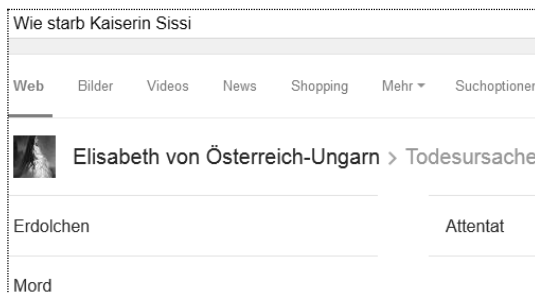 Wie starb Kaiserin Sissi
Web Bilder Videos News Shopping Mehr Suchoptionen
Elisabeth von Österreich-Ungarn > Todesursache
Erdolchen Attentat
Mord